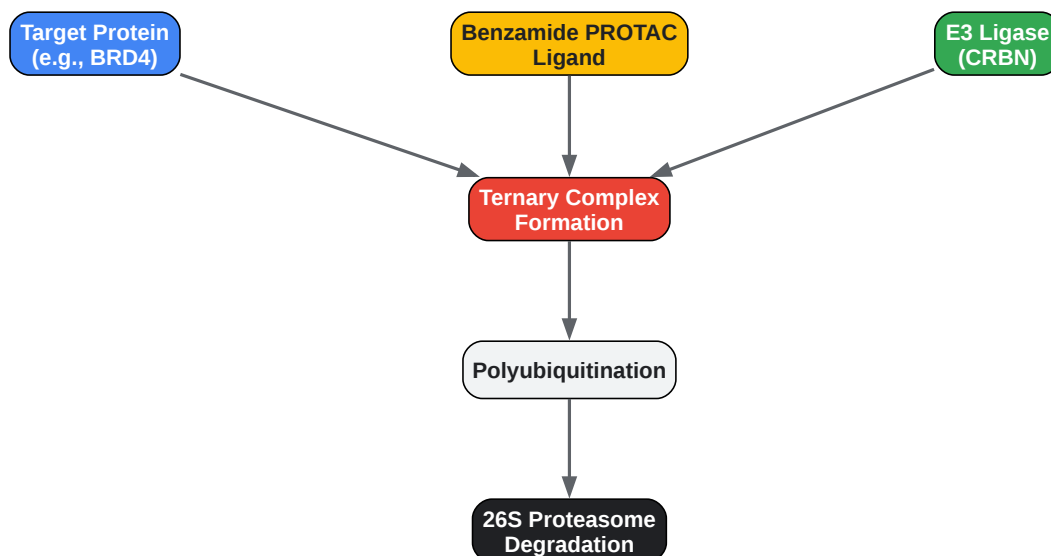 Target Protein
(e.g., BRD4)
Benzamide PROTAC
Ligand
E3 Ligase
(CRBN)
Ternary Complex
Formation
Polyubiquitination
26S Proteasome
Degradation